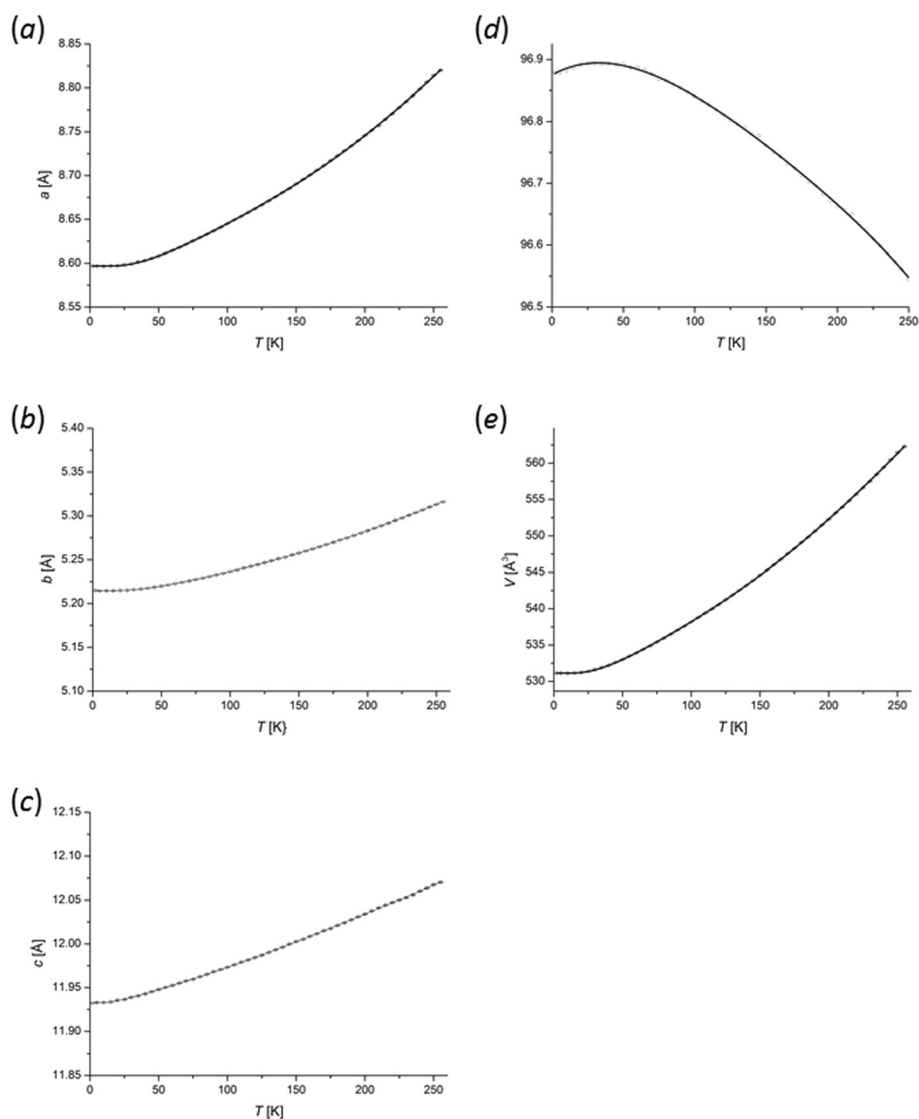 (a)
8.85
8.80
8.75
8.70
8.65
8.60
8.55
a [Å]
0 50 100 150 200 250
T [K]
(d)
96.9
96.8
96.7
96.6
96.5
0 50 100 150 200 250
T [K]
(b)
5.40
5.35
5.30
5.25
5.20
5.15
5.10
b [Å]
0 50 100 150 200 250
T [K}
(e)
560
555
550
545
540
535
530
V [Å³]
0 50 100 150 200 250
T [K]
(c)
12.15
12.10
12.05
12.00
11.95
11.90
11.85
c [Å]
0 50 100 150 200 250
T [K]